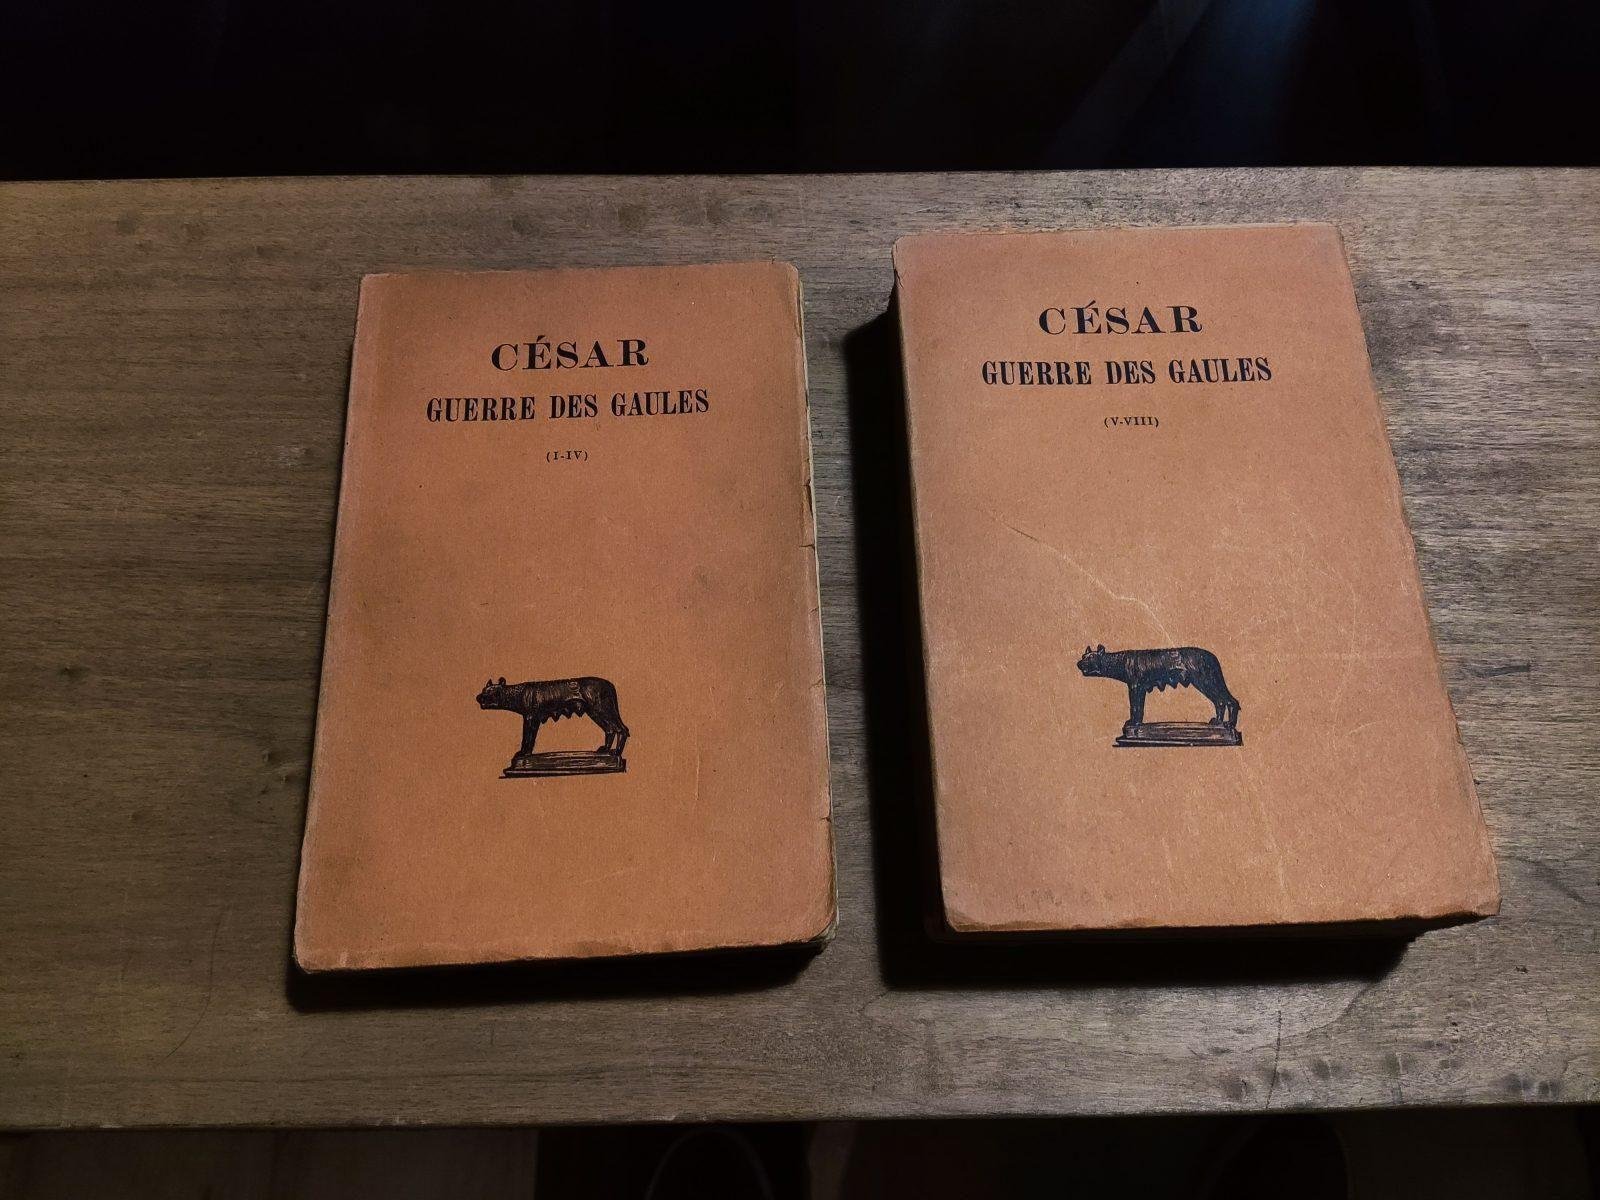 CÉSAR
GUERRE DES GAULES
(I-IV)
CÉSAR
GUERRE DES GAULES
(V-VIII)